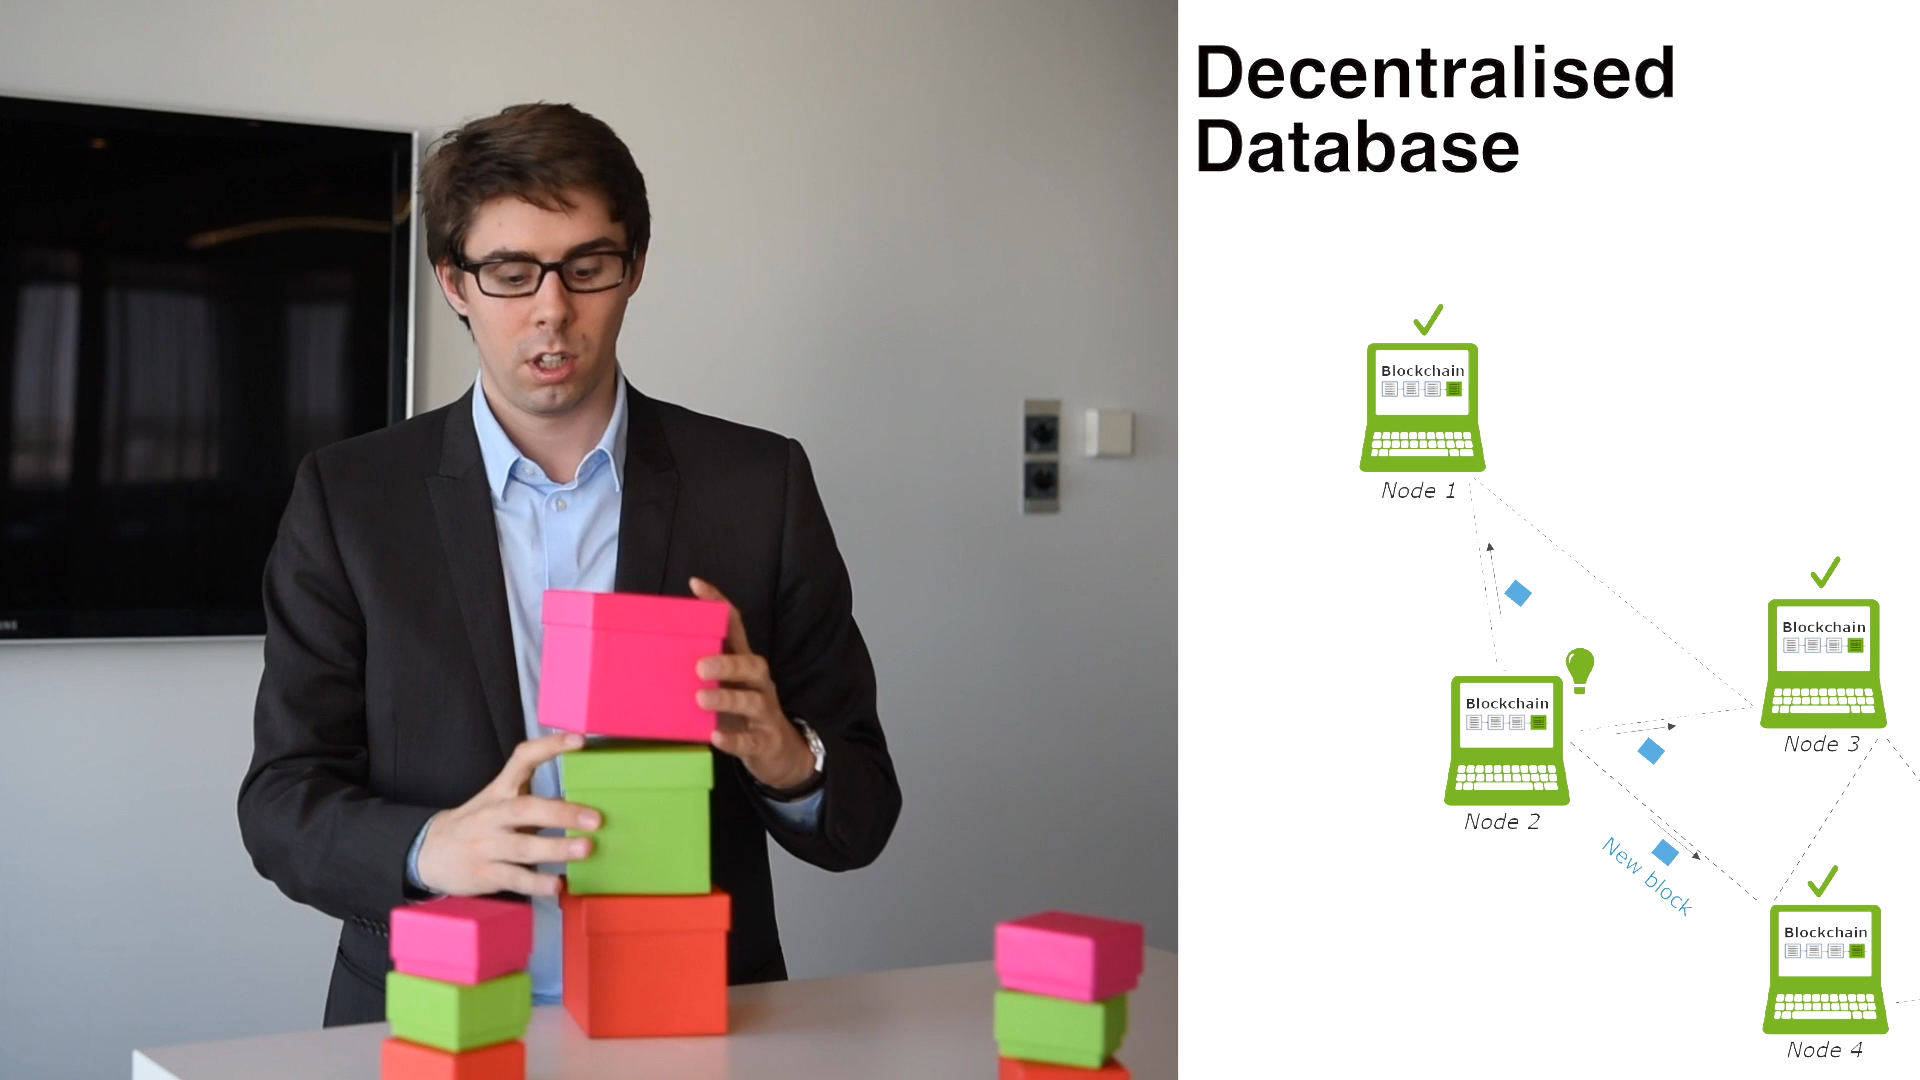 Decentralised
Database
Blockchain
Node 1
Blockchain
Node 3
Blockchain
Node 2
New block
Blockchain
Node 4